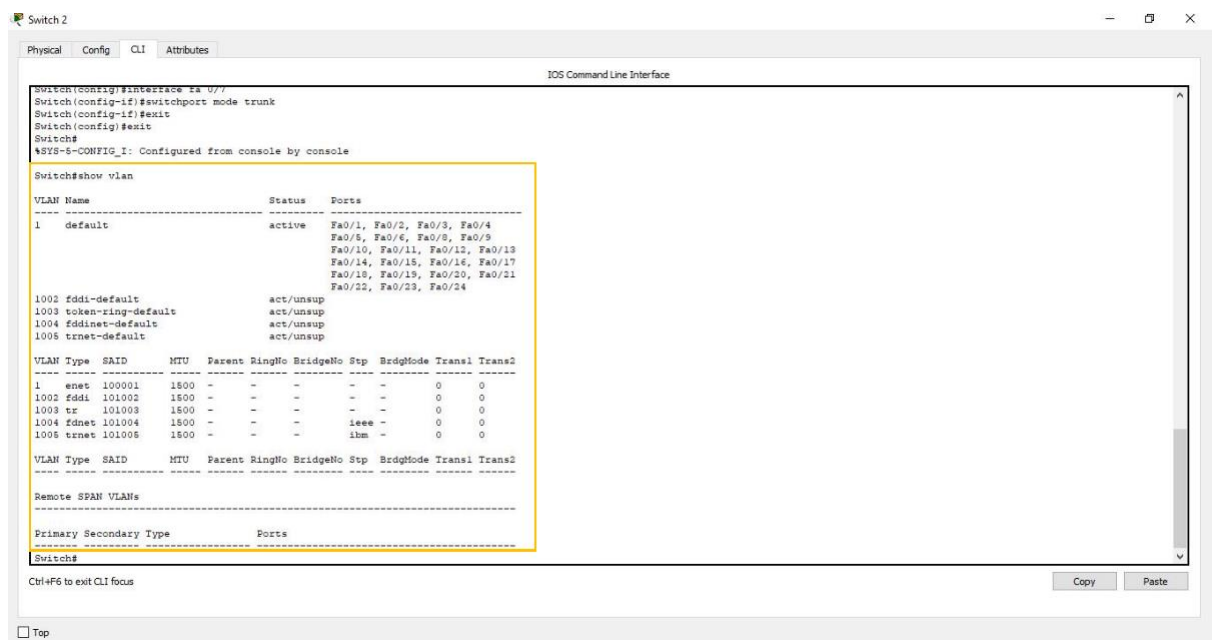 Switch 2
Physical Config CLI Attributes
IOS Command Line Interface
Switch(config)#interface fa 0/7
Switch(config-if)#switchport mode trunk
Switch(config-if)#exit
Switch(config)#exit
Switch#
%SYS-5-CONFIG_I: Configured from console by console
Switch#show vlan
VLAN Name                             Status    Ports
---- -------------------------------- --------- -------------------------------
1    default                          active    Fa0/1, Fa0/2, Fa0/3, Fa0/4
                                                Fa0/5, Fa0/6, Fa0/8, Fa0/9
                                                Fa0/10, Fa0/11, Fa0/12, Fa0/13
                                                Fa0/14, Fa0/15, Fa0/16, Fa0/17
                                                Fa0/18, Fa0/19, Fa0/20, Fa0/21
                                                Fa0/22, Fa0/23, Fa0/24
1002 fddi-default                     act/unsup
1003 token-ring-default               act/unsup
1004 fddinet-default                  act/unsup
1005 trnet-default                    act/unsup
VLAN Type  SAID       MTU   Parent RingNo BridgeNo Stp  BrdgMode Trans1 Trans2
---- ----- ---------- ----- ------ ------ -------- ---- -------- ------ ------
1    enet  100001     1500  -      -      -        -    -        0      0
1002 fddi  101002     1500  -      -      -        -    -        0      0
1003 tr    101003     1500  -      -      -        -    -        0      0
1004 fdnet 101004     1500  -      -      -        ieee -        0      0
1005 trnet 101005     1500  -      -      -        ibm  -        0      0
VLAN Type  SAID       MTU   Parent RingNo BridgeNo Stp  BrdgMode Trans1 Trans2
---- ----- ---------- ----- ------ ------ -------- ---- -------- ------ ------
Remote SPAN VLANs
------------------------------------------------------------------------------
Primary Secondary Type              Ports
------- --------- ----------------- ------------------------------------------
Switch#
Ctrl+F6 to exit CLI focus
Copy Paste
Top